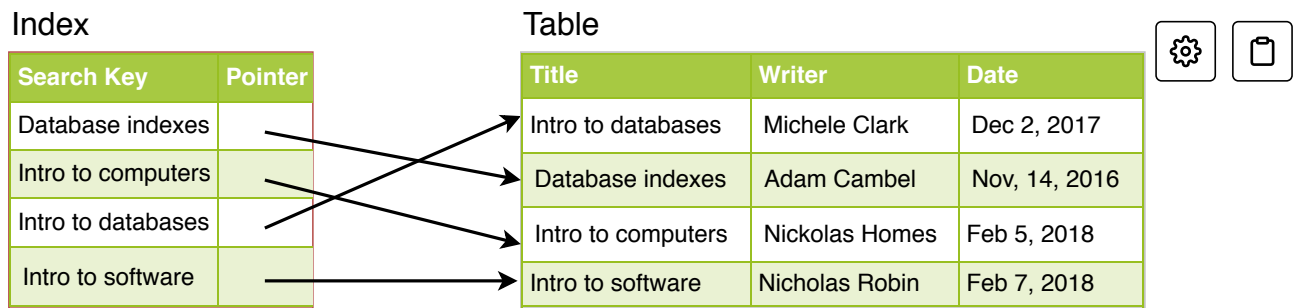 Index
Table
Search Key Pointer
Title Writer Date
Database indexes
Intro to databases Michele Clark Dec 2, 2017
Intro to computers
Database indexes Adam Cambel Nov, 14, 2016
Intro to databases
Intro to computers Nickolas Homes Feb 5, 2018
Intro to software
Intro to software Nicholas Robin Feb 7, 2018